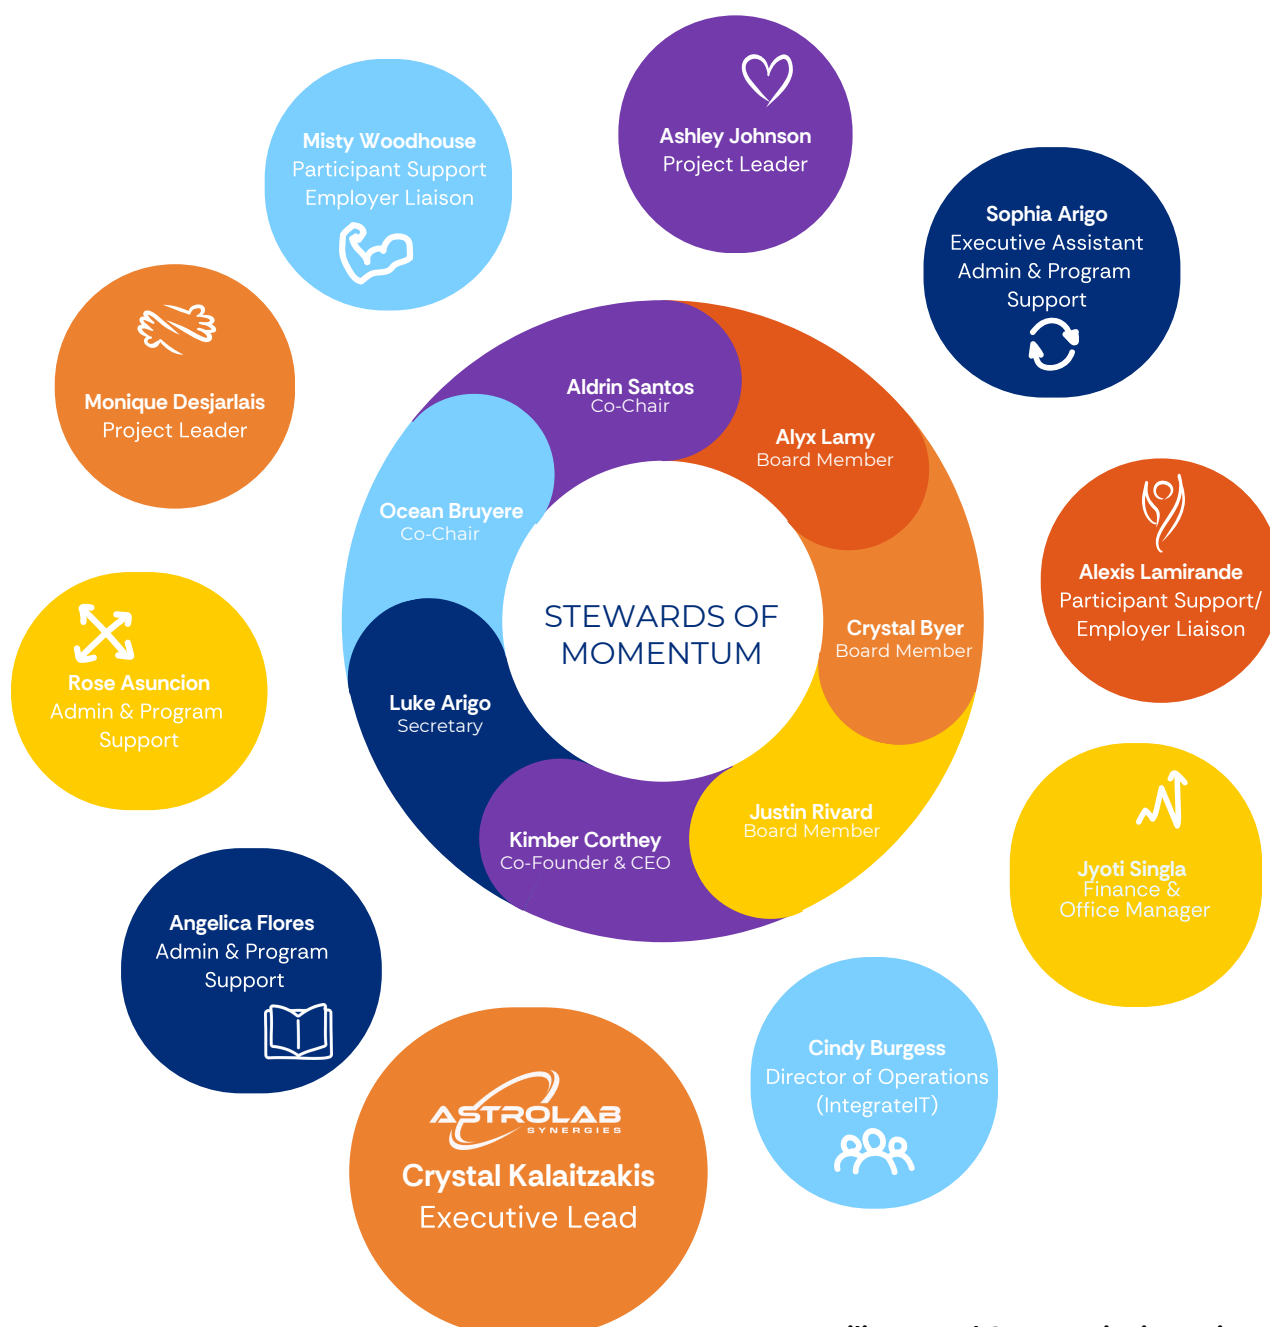 Ashley Johnson
Project Leader
Misty Woodhouse
Participant Support
Employer Liaison
Sophia Arigo
Executive Assistant
Admin & Program
Support
Monique Desjarlais
Project Leader
Aldrin Santos
Co-Chair
Alyx Lamy
Board Member
Ocean Bruyere
Co-Chair
Crystal Byer
Board Member
STEWARDS OF
MOMENTUM
Luke Arigo
Secretary
Justin Rivard
Board Member
Kimber Corthey
Co-Founder & CEO
Alexis Lamirande
Participant Support/
Employer Liaison
Rose Asuncion
Admin & Program
Support
Jyoti Singla
Finance &
Office Manager
Angelica Flores
Admin & Program
Support
Cindy Burgess
Director of Operations
(IntegrateIT)
ASTROLAB
SYNERGIES
Crystal Kalaitzakis
Executive Lead